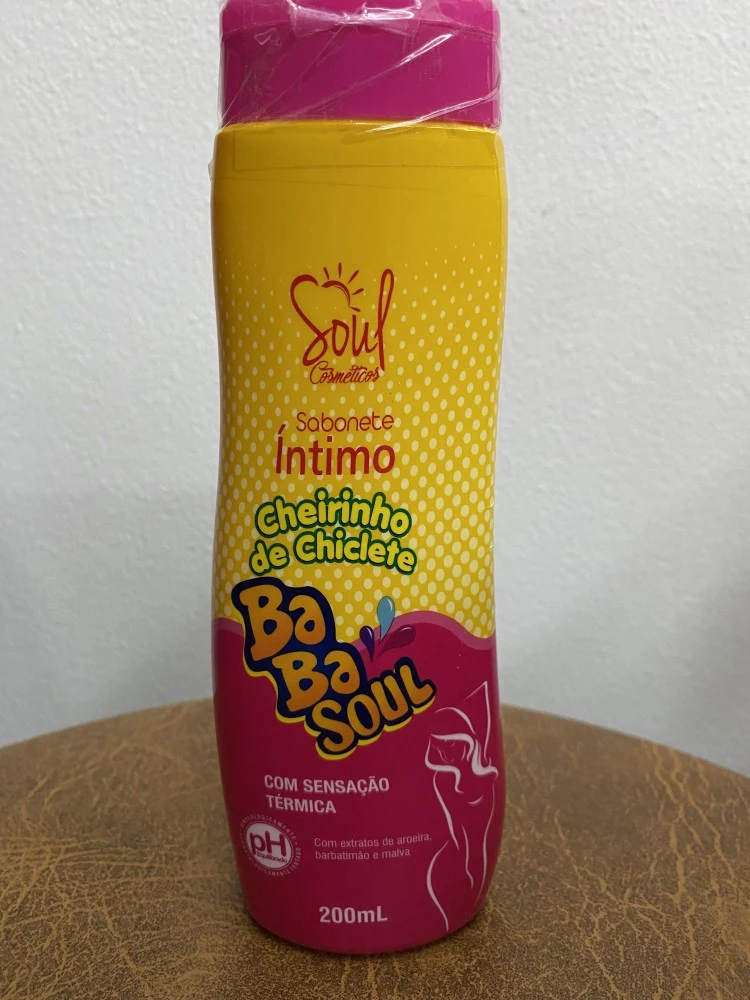 Soul
Cosméticos
Sabonete
Íntimo
Cheirinho
de Chiclete
Ba
Ba
SOUL
COM SENSAÇÃO
TÉRMICA
pH
Equilibrado
Com extratos de aroeira,
barbatimão e malva
200mL